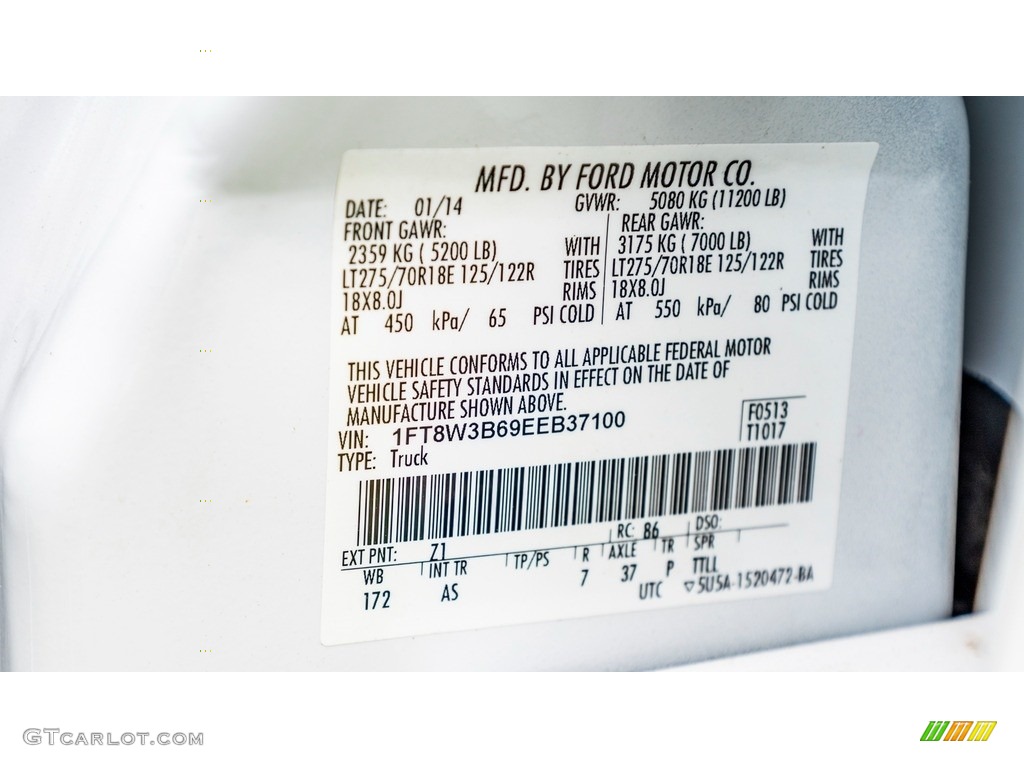 MFD. BY FORD MOTOR CO.
DATE: 01/14 GVWR: 5080 KG (11200 LB)
FRONT GAWR: REAR GAWR:
2359 KG ( 5200 LB) WITH 3175 KG ( 7000 LB) WITH
LT275/70R18E 125/122R TIRES LT275/70R18E 125/122R TIRES
18X8.0J RIMS 18X8.0J RIMS
AT 450 kPa/ 65 PSI COLD AT 550 kPa/ 80 PSI COLD
THIS VEHICLE CONFORMS TO ALL APPLICABLE FEDERAL MOTOR
VEHICLE SAFETY STANDARDS IN EFFECT ON THE DATE OF
MANUFACTURE SHOWN ABOVE.
VIN: 1FT8W3B69EEB37100 F0513
TYPE: Truck T1017
EXT PNT: Z1 RC: B6 DSO:
WB INT TR TP/PS R AXLE TR SPR
172 AS 7 37 P TTLL
UTC ▽5U5A-1520472-BA
GTCARLOT.COM